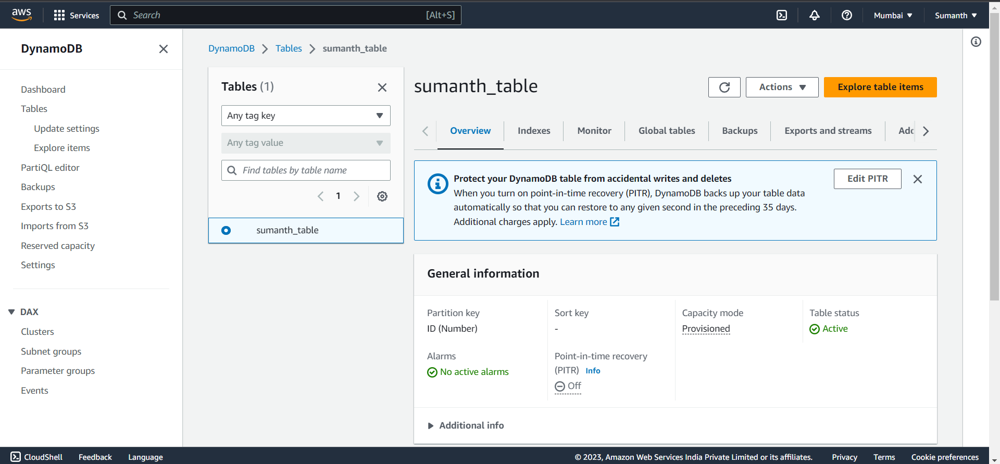 aws
Services
Search
[Alt+S]
Mumbai
Sumanth
DynamoDB
Dashboard
Tables
Update settings
Explore items
PartiQL editor
Backups
Exports to S3
Imports from S3
Reserved capacity
Settings
DAX
Clusters
Subnet groups
Parameter groups
Events
DynamoDB
Tables
sumanth_table
Tables (1)
Any tag key
Any tag value
Find tables by table name
1
sumanth_table
sumanth_table
Actions
Explore table items
Overview
Indexes
Monitor
Global tables
Backups
Exports and streams
Protect your DynamoDB table from accidental writes and deletes
When you turn on point-in-time recovery (PITR), DynamoDB backs up your table data
automatically so that you can restore to any given second in the preceding 35 days.
Additional charges apply. Learn more
Edit PITR
General information
Partition key
ID (Number)
Sort key
-
Capacity mode
Provisioned
Table status
Active
Alarms
No active alarms
Point-in-time recovery
(PITR) Info
Off
Additional info
CloudShell
Feedback
Language
© 2023, Amazon Web Services India Private Limited or its affiliates.
Privacy
Terms
Cookie preferences